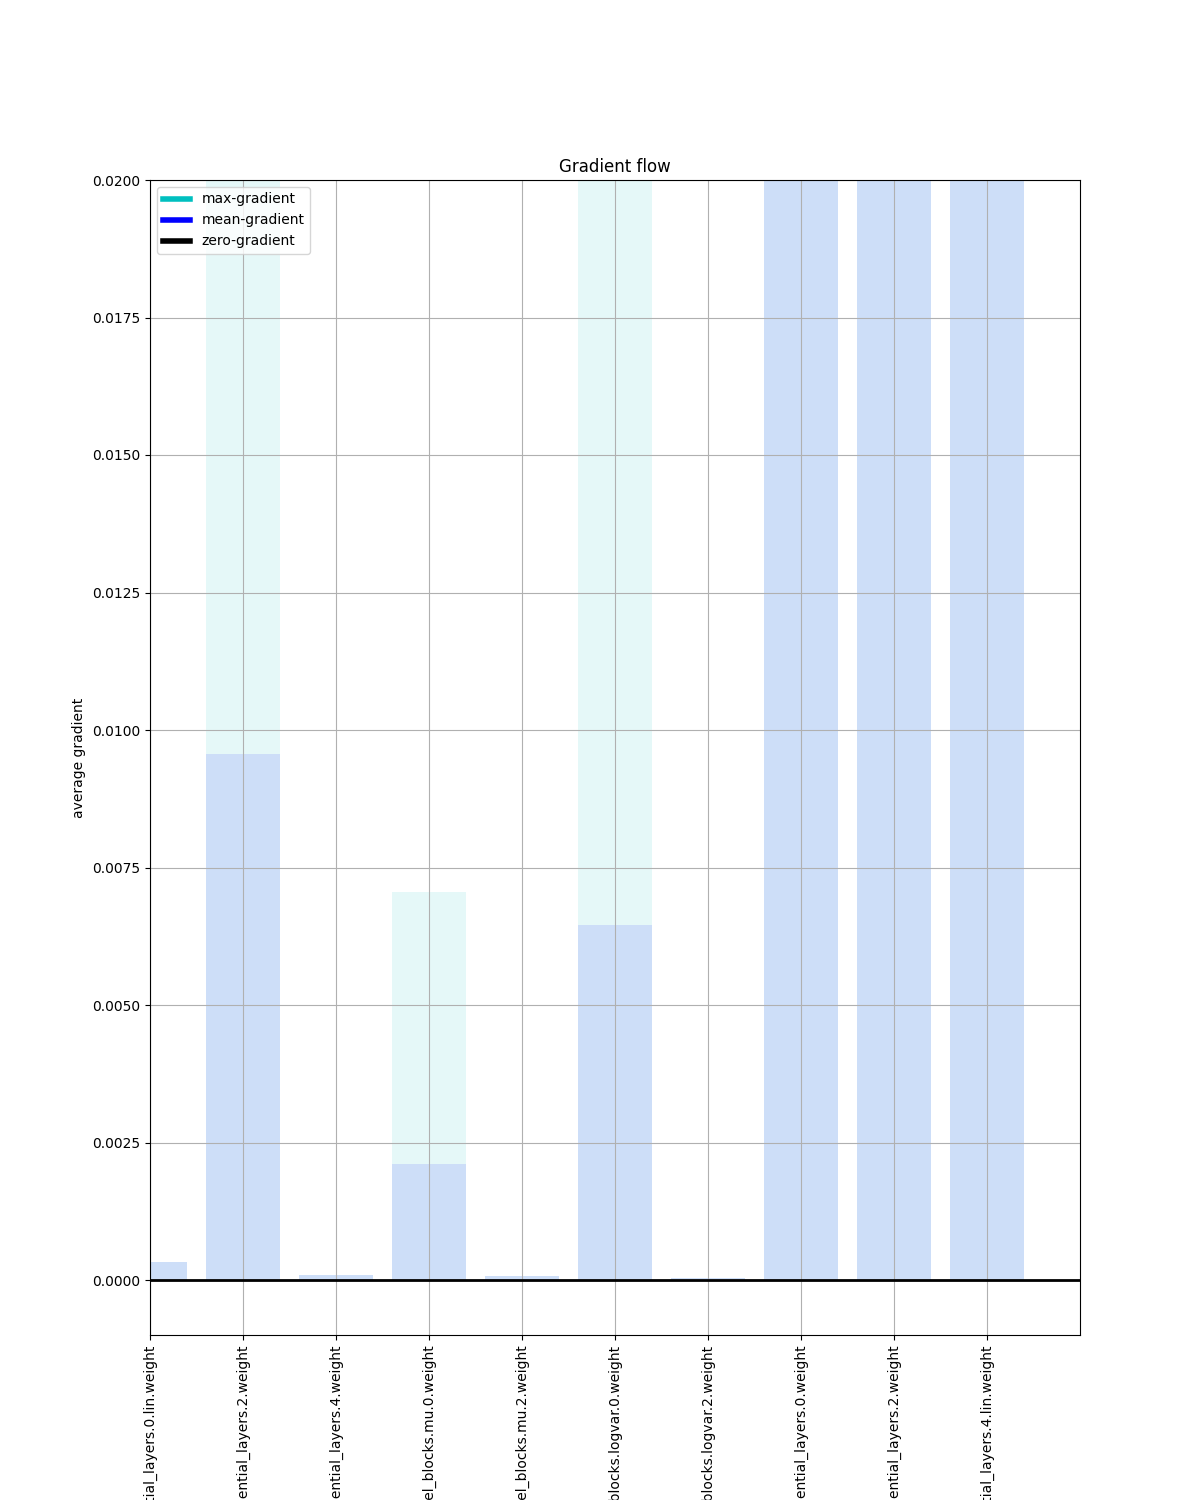 Gradient flow
max-gradient
mean-gradient
zero-gradient
0.0200
0.0175
0.0150
0.0125
0.0100
0.0075
0.0050
0.0025
0.0000
average gradient
tial_layers.0.lin.weight
ential_layers.2.weight
ential_layers.4.weight
el_blocks.mu.0.weight
el_blocks.mu.2.weight
blocks.logvar.0.weight
blocks.logvar.2.weight
ential_layers.0.weight
ential_layers.2.weight
tial_layers.4.lin.weight